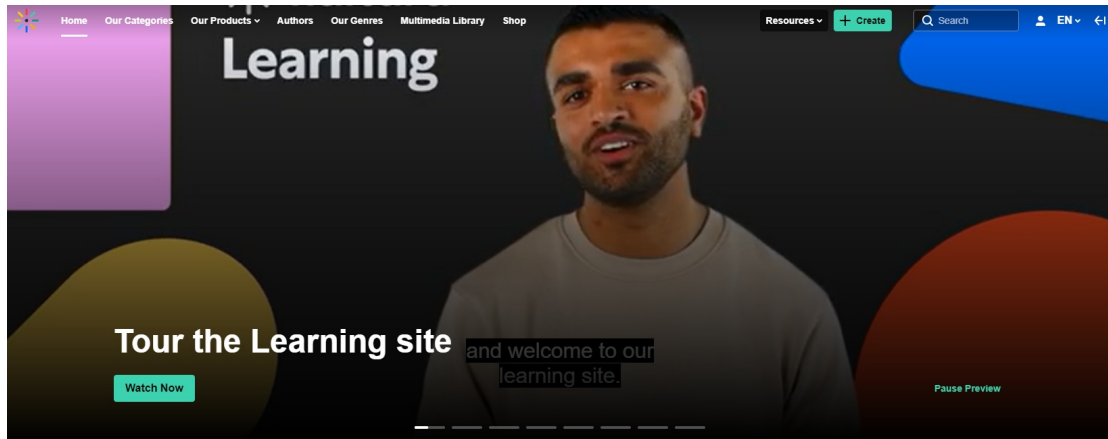 Home Our Categories Our Products Authors Our Genres Multimedia Library Shop Resources + Create Search EN
Learning
Tour the Learning site
and welcome to our
learning site.
Watch Now
Pause Preview